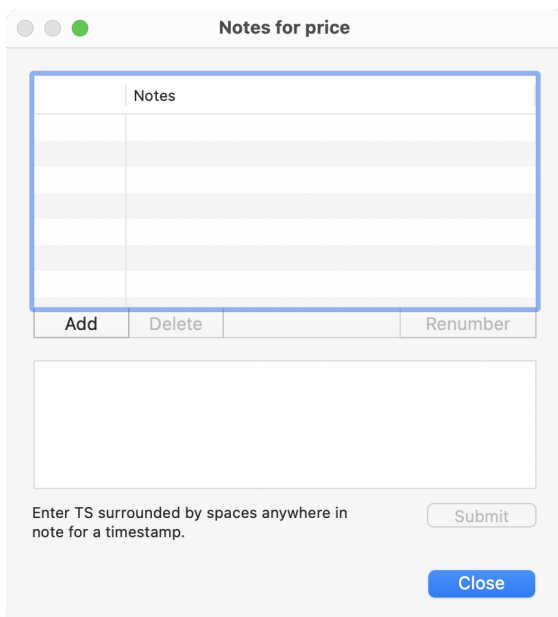 Notes for price
Notes
Add
Delete
Renumber
Enter TS surrounded by spaces anywhere in
note for a timestamp.
Submit
Close